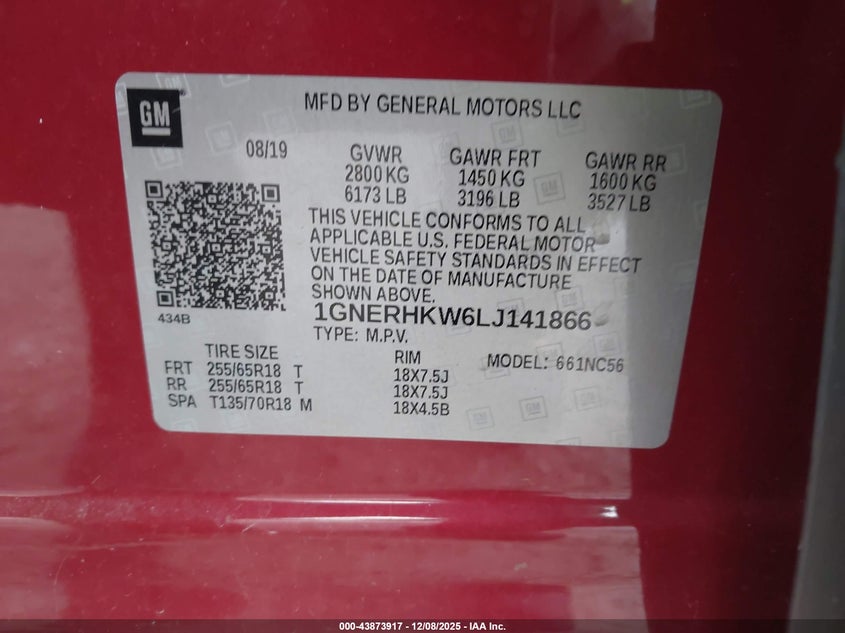 GM
MFD BY GENERAL MOTORS LLC
08/19
GVWR GAWR FRT GAWR RR
2800 KG 1450 KG 1600 KG
6173 LB 3196 LB 3527 LB
THIS VEHICLE CONFORMS TO ALL
APPLICABLE U.S. FEDERAL MOTOR
VEHICLE SAFETY STANDARDS IN EFFECT
ON THE DATE OF MANUFACTURE
SHOWN ABOVE.
434B
1GNERHKW6LJ141866
TYPE: M.P.V.
TIRE SIZE RIM MODEL: 661NC56
FRT 255/65R18 T 18X7.5J
RR 255/65R18 T 18X7.5J
SPA T135/70R18 M 18X4.5B
000-43873917 - 12/08/2025 - IAA Inc.